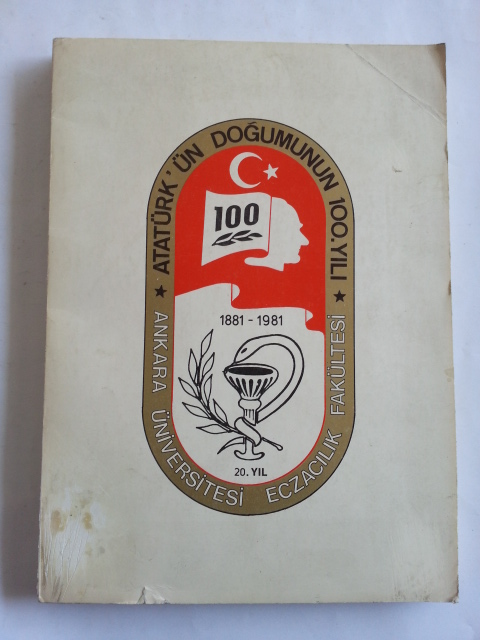 ★ ATATÜRK'ÜN DOĞUMUNUN 100.YILI ★
100
1881 - 1981
20. YIL
ANKARA ÜNİVERSİTESİ ECZACILIK FAKÜLTESİ